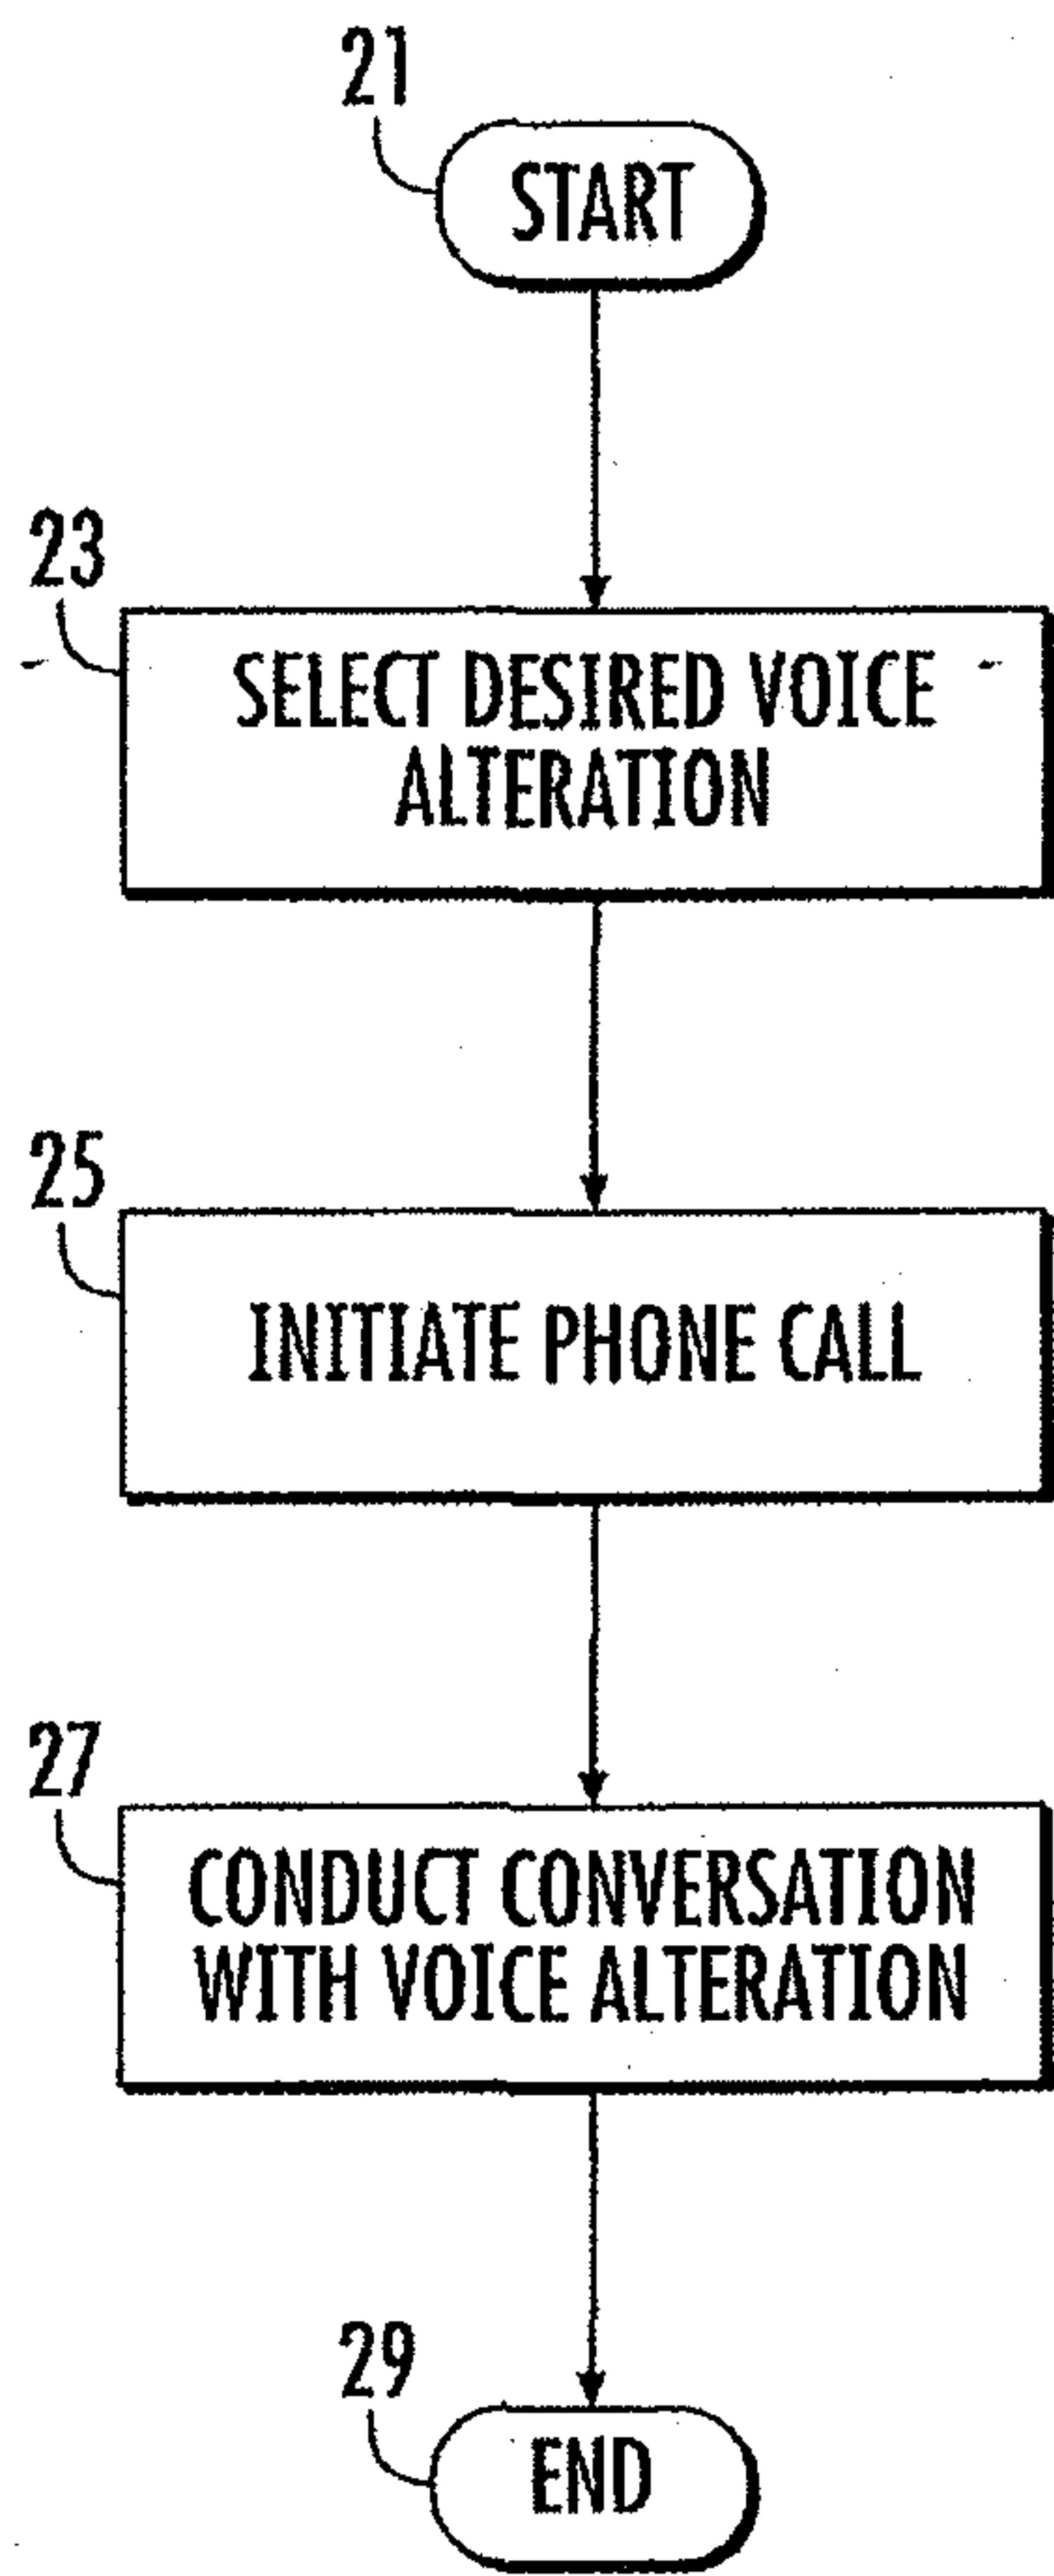 21
START
23
SELECT DESIRED VOICE
ALTERATION
25
INITIATE PHONE CALL
27
CONDUCT CONVERSATION
WITH VOICE ALTERATION
29
END